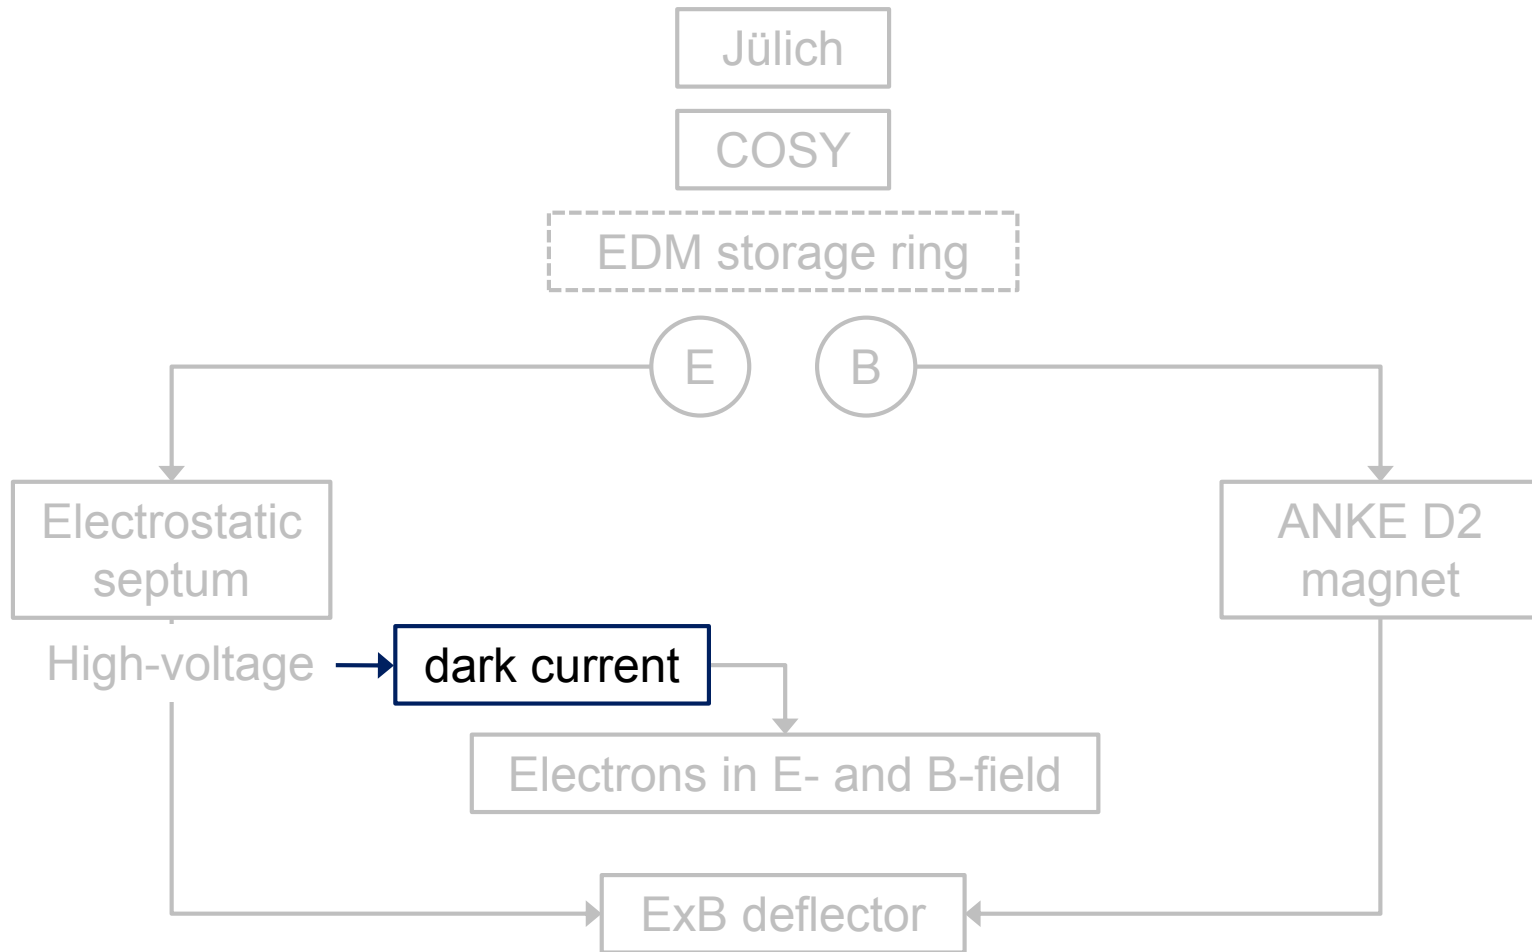 Jülich
COSY
EDM storage ring
E
B
Electrostatic
septum
ANKE D2
magnet
High-voltage
dark current
Electrons in E- and B-field
ExB deflector